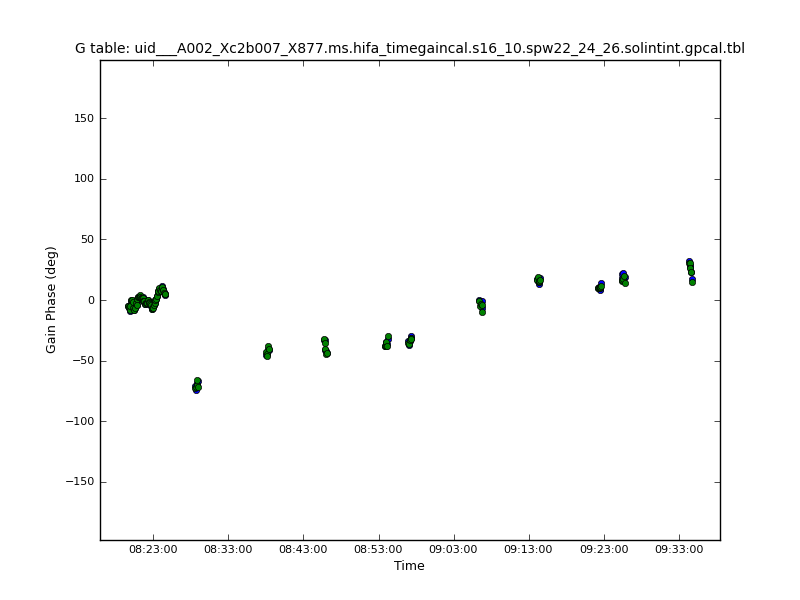 G table: uid___A002_Xc2b007_X877.ms.hifa_timegaincal.s16_10.spw22_24_26.solintint.gpcal.tbl
Gain Phase (deg)
150
100
50
0
−50
−100
−150
08:23:00 08:33:00 08:43:00 08:53:00 09:03:00 09:13:00 09:23:00 09:33:00
Time